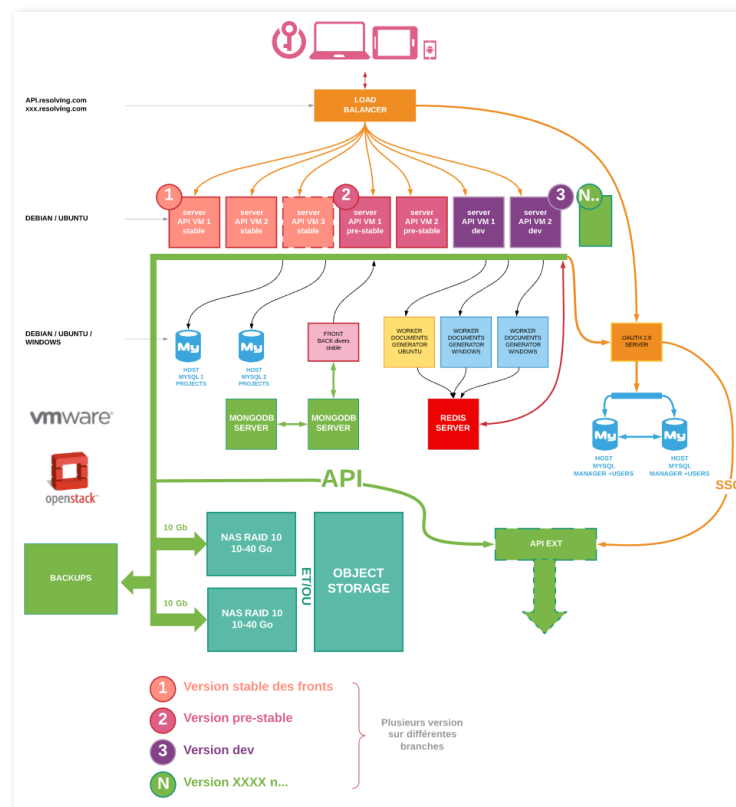 LOAD
BALANCER
API.resolving.com
xxx.resolving.com
1
2
3
N..
DEBIAN / UBUNTU
server
API VM 1
stable
server
API VM 2
stable
server
API VM 3
stable
server
API VM 1
pre-stable
server
API VM 2
pre-stable
server
API VM 1
dev
server
API VM 2
dev
DEBIAN / UBUNTU /
WINDOWS
My
HOST
MYSQL 1
PROJECTS
My
HOST
MYSQL 2
PROJECTS
FRONT
BACK divers
stable
WORKER
DOCUMENTS
GENERATOR
UBUNTU
WORKER
DOCUMENTS
GENERATOR
WINDOWS
WORKER
DOCUMENTS
GENERATOR
WINDOWS
OAUTH 2.0
SERVER
vmware®
MONGODB
SERVER
MONGODB
SERVER
REDIS
SERVER
My
HOST
MYSQL
MANAGER +USERS
My
HOST
MYSQL
MANAGER +USERS
openstack™
API
SSO
10 Gb
NAS RAID 10
10-40 Go
ET/OU
OBJECT
STORAGE
API EXT
BACKUPS
10 Gb
NAS RAID 10
10-40 Go
1 Version stable des fronts
2 Version pre-stable
3 Version dev
N Version XXXX n...
Plusieurs version
sur différentes
branches